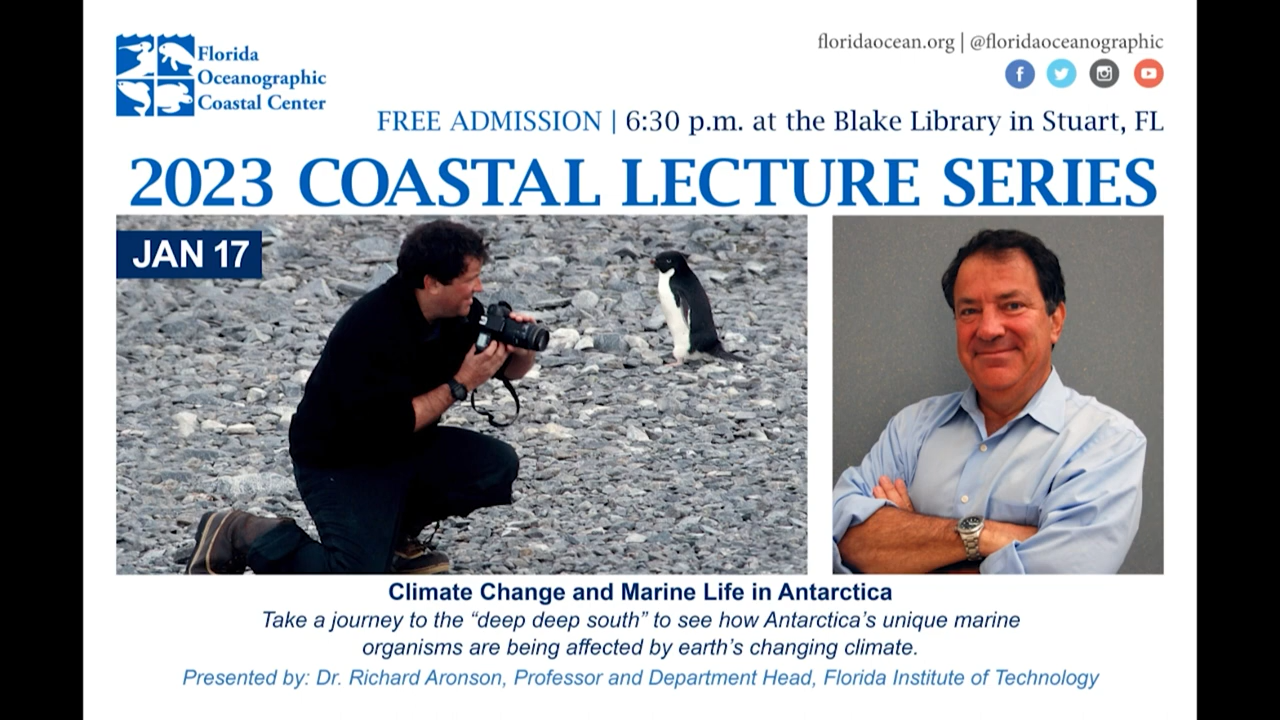 Florida
Oceanographic
Coastal Center
floridaocean.org | @floridaoceanographic
FREE ADMISSION | 6:30 p.m. at the Blake Library in Stuart, FL
2023 COASTAL LECTURE SERIES
JAN 17
Climate Change and Marine Life in Antarctica
Take a journey to the “deep deep south” to see how Antarctica’s unique marine
organisms are being affected by earth’s changing climate.
Presented by: Dr. Richard Aronson, Professor and Department Head, Florida Institute of Technology